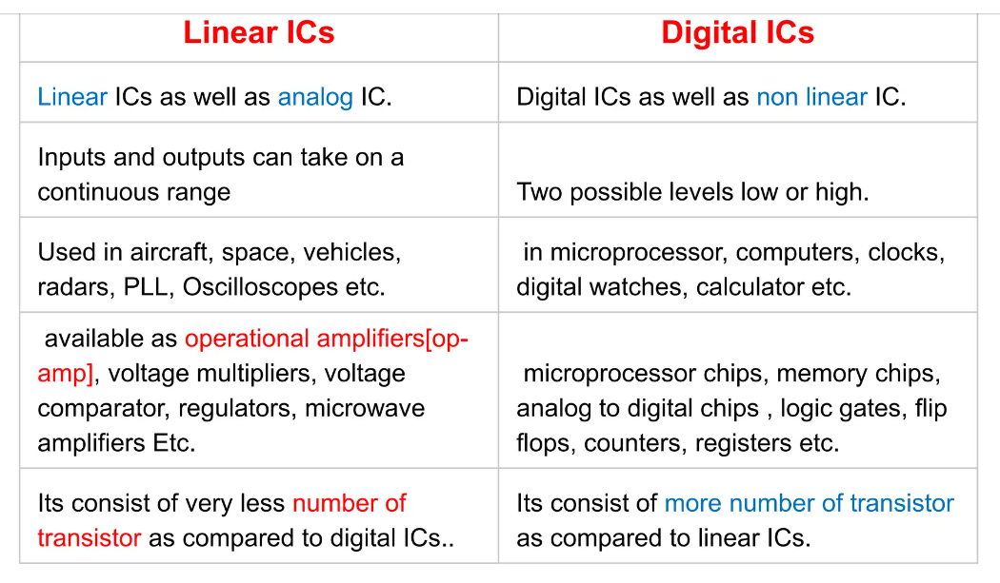 Linear ICs
Digital ICs
Linear ICs as well as analog IC.
Digital ICs as well as non linear IC.
Inputs and outputs can take on a
continuous range
Two possible levels low or high.
Used in aircraft, space, vehicles,
radars, PLL, Oscilloscopes etc.
in microprocessor, computers, clocks,
digital watches, calculator etc.
available as operational amplifiers[op-
amp], voltage multipliers, voltage
comparator, regulators, microwave
amplifiers Etc.
microprocessor chips, memory chips,
analog to digital chips , logic gates, flip
flops, counters, registers etc.
Its consist of very less number of
transistor as compared to digital ICs..
Its consist of more number of transistor
as compared to linear ICs.